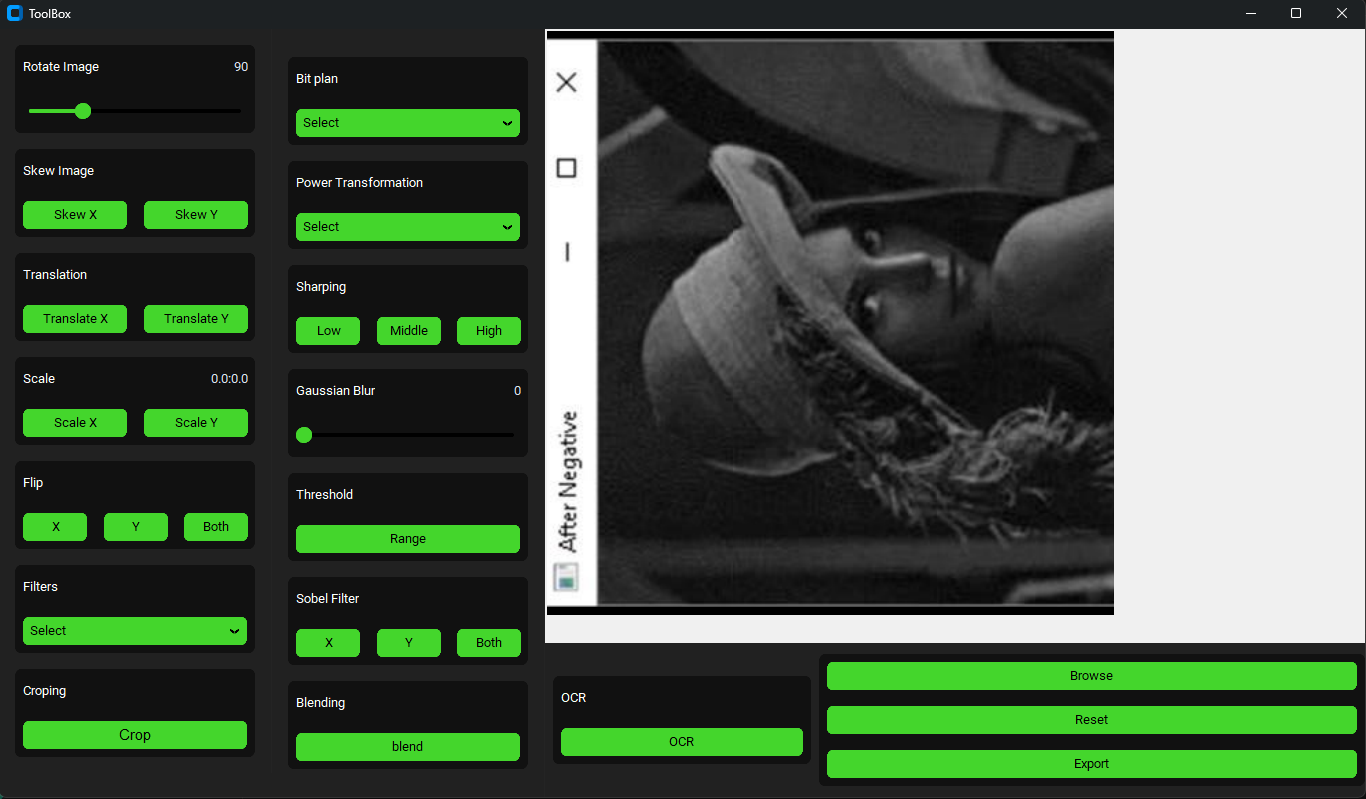 ToolBox
Rotate Image 90
Skew Image
Skew X Skew Y
Translation
Translate X Translate Y
Scale 0.0:0.0
Scale X Scale Y
Flip
X Y Both
Filters
Select
Croping
Crop
Bit plan
Select
Power Transformation
Select
Sharping
Low Middle High
Gaussian Blur 0
Threshold
Range
Sobel Filter
X Y Both
Blending
blend
After Negative
OCR
OCR
Browse
Reset
Export